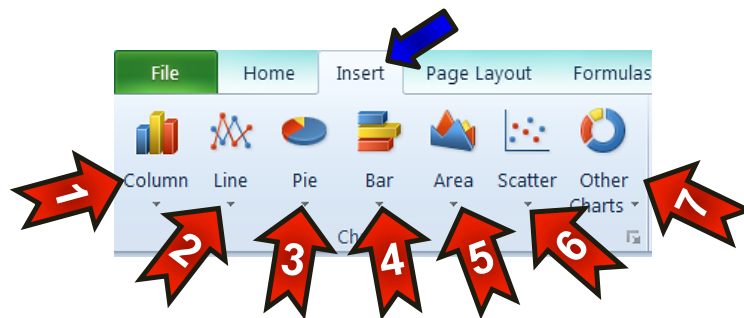 File Home Insert Page Layout Formulas
Column Line Pie Bar Area Scatter Other
Charts
1 2 3 4 5 6 7